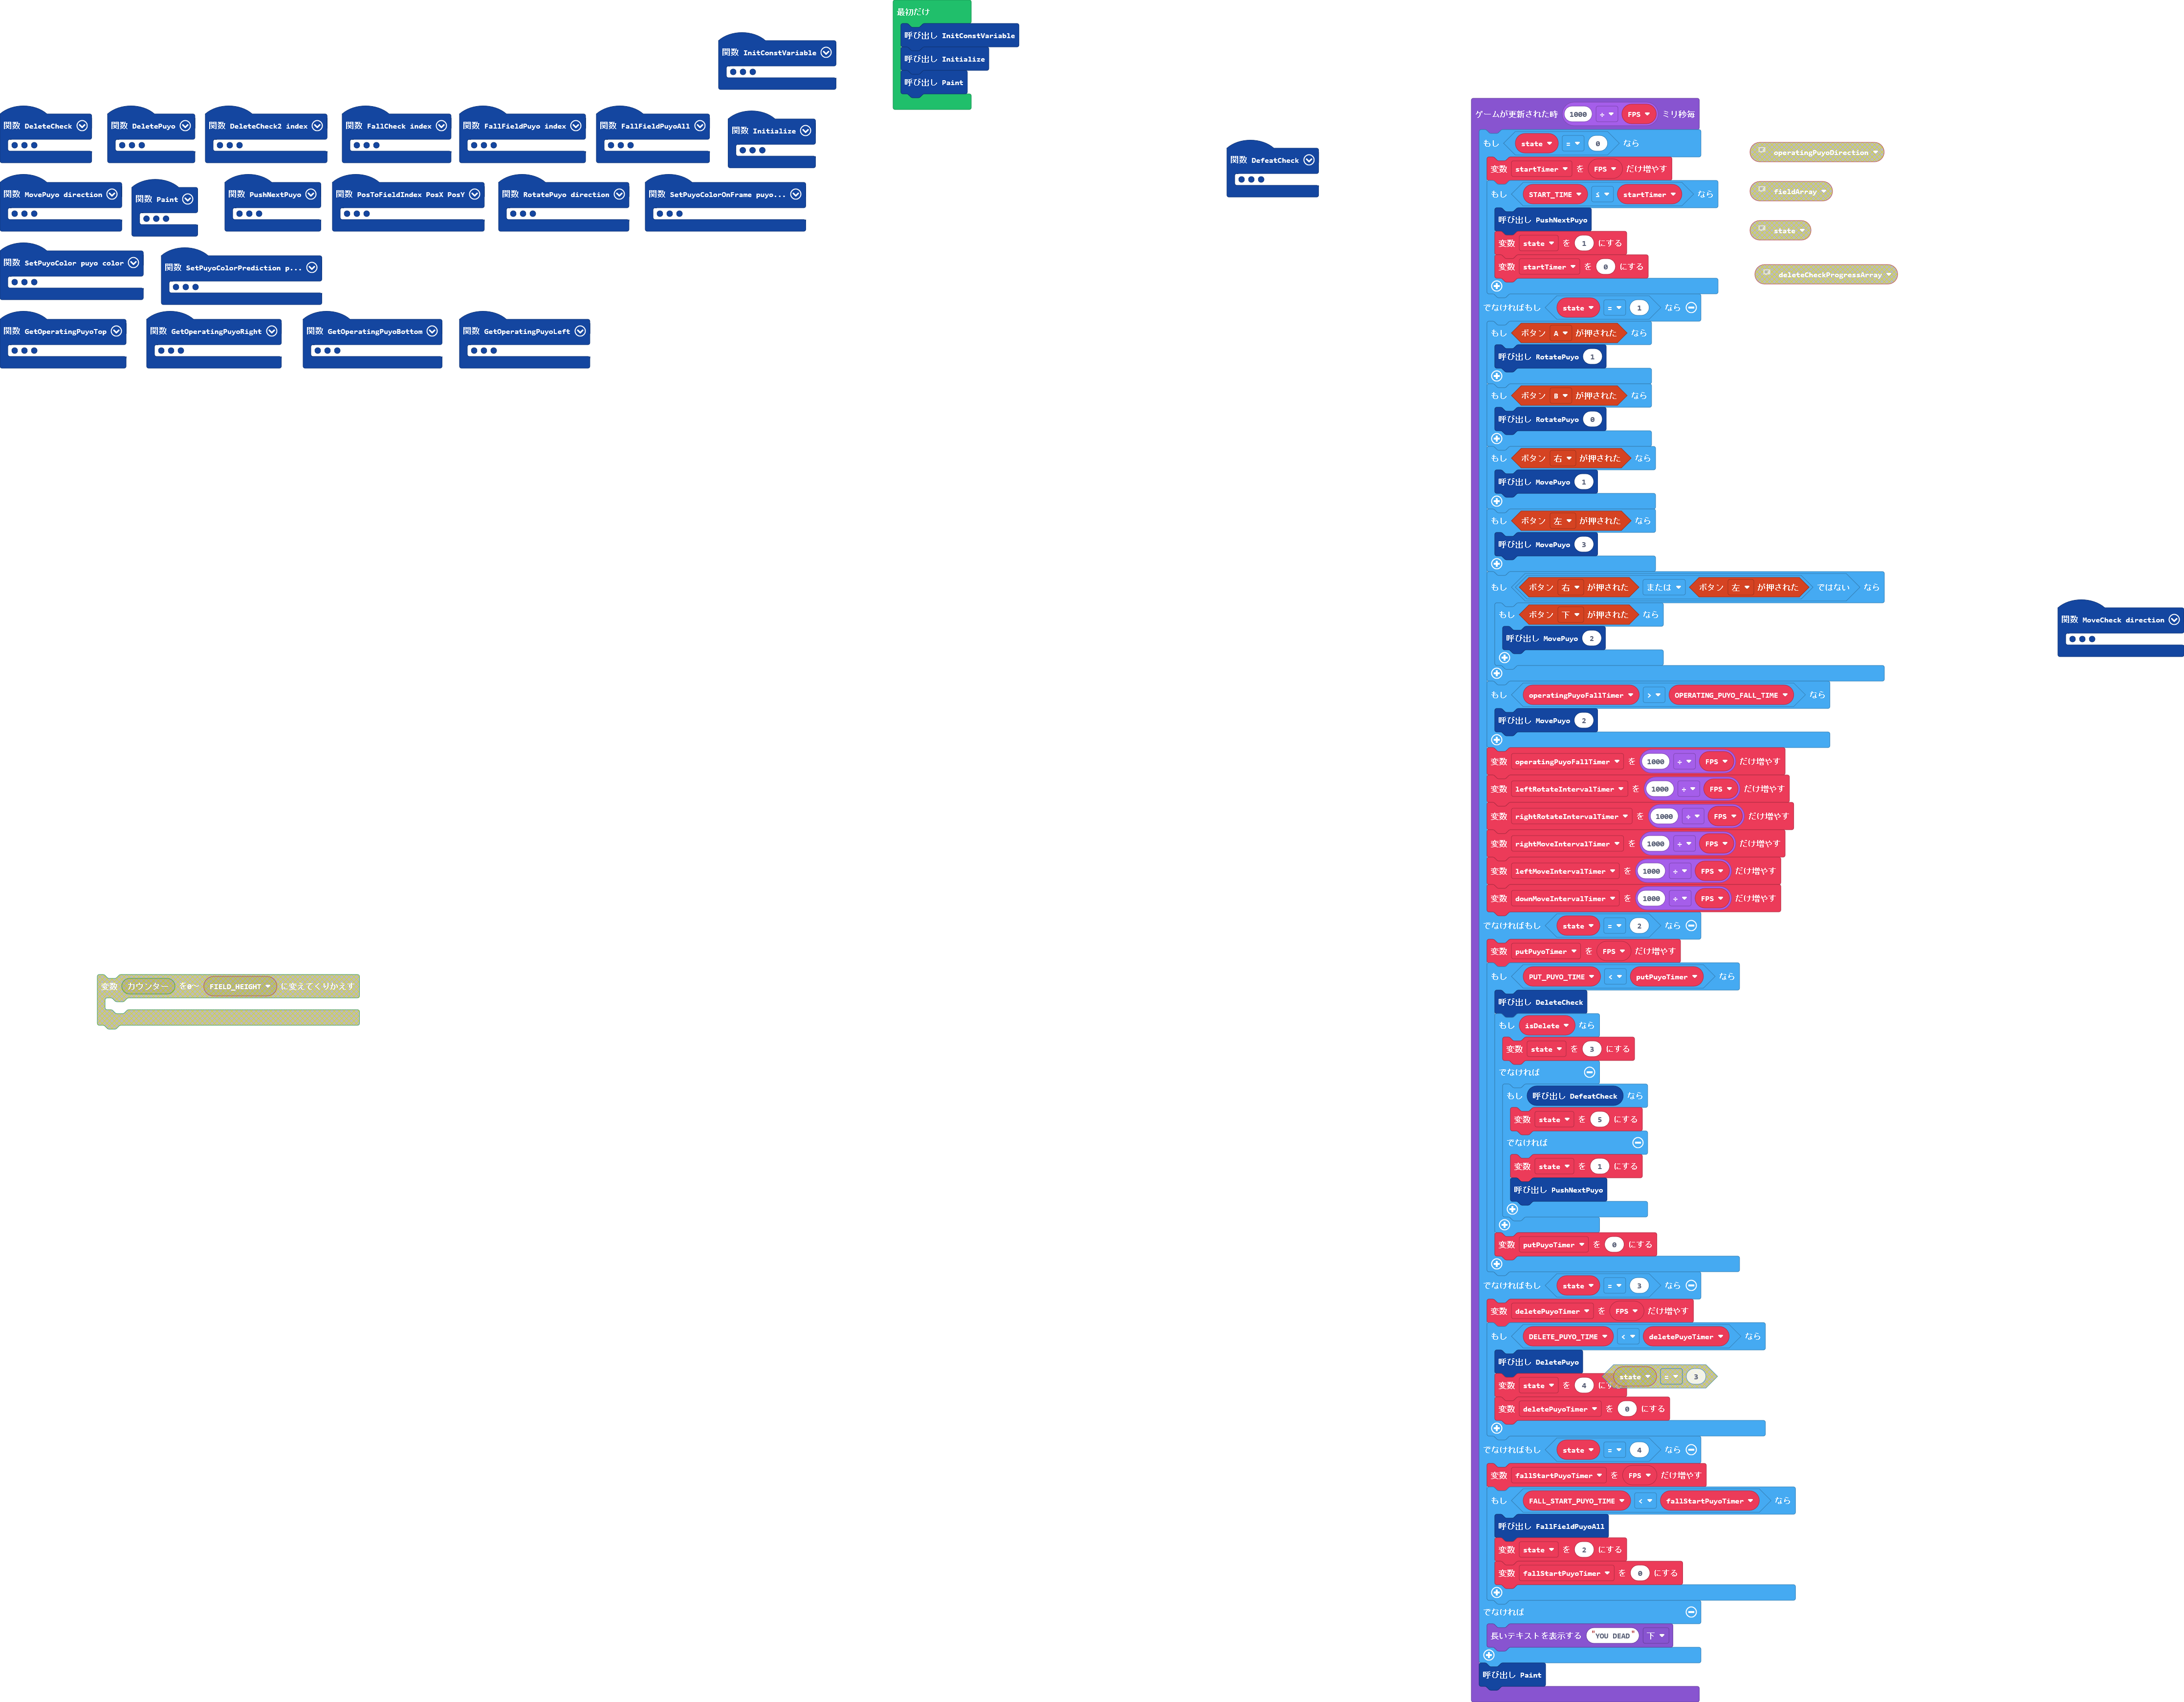 最初だけ
呼び出し InitConstVariable
呼び出し Initialize
呼び出し Paint
関数 InitConstVariable
関数 DeleteCheck
関数 DeletePuyo
関数 DeleteCheck2 index
関数 FallCheck index
関数 FallFieldPuyo index
関数 FallFieldPuyoAll
関数 Initialize
関数 MovePuyo direction
関数 Paint
関数 PushNextPuyo
関数 PosToFieldIndex PosX PosY
関数 RotatePuyo direction
関数 SetPuyoColorOnFrame puyo...
関数 SetPuyoColor puyo color
関数 SetPuyoColorPrediction p...
関数 GetOperatingPuyoTop
関数 GetOperatingPuyoRight
関数 GetOperatingPuyoBottom
関数 GetOperatingPuyoLeft
変数 カウンター を0～ FIELD_HEIGHT に変えてくりかえす
関数 DefeatCheck
ゲームが更新された時 1000 ÷ FPS ミリ秒毎
もし state = 0 なら
変数 startTimer を FPS だけ増やす
もし START_TIME ≤ startTimer なら
呼び出し PushNextPuyo
変数 state を 1 にする
変数 startTimer を 0 にする
でなければもし state = 1 なら
もし ボタン A が押された なら
呼び出し RotatePuyo 1
もし ボタン B が押された なら
呼び出し RotatePuyo 0
もし ボタン 右 が押された なら
呼び出し MovePuyo 1
もし ボタン 左 が押された なら
呼び出し MovePuyo 3
もし ボタン 右 が押された または ボタン 左 が押された ではない なら
もし ボタン 下 が押された なら
呼び出し MovePuyo 2
もし operatingPuyoFallTimer > OPERATING_PUYO_FALL_TIME なら
呼び出し MovePuyo 2
変数 operatingPuyoFallTimer を 1000 ÷ FPS だけ増やす
変数 leftRotateIntervalTimer を 1000 ÷ FPS だけ増やす
変数 rightRotateIntervalTimer を 1000 ÷ FPS だけ増やす
変数 rightMoveIntervalTimer を 1000 ÷ FPS だけ増やす
変数 leftMoveIntervalTimer を 1000 ÷ FPS だけ増やす
変数 downMoveIntervalTimer を 1000 ÷ FPS だけ増やす
でなければもし state = 2 なら
変数 putPuyoTimer を FPS だけ増やす
もし PUT_PUYO_TIME < putPuyoTimer なら
呼び出し DeleteCheck
もし isDelete なら
変数 state を 3 にする
でなければ
もし 呼び出し DefeatCheck なら
変数 state を 5 にする
でなければ
変数 state を 1 にする
呼び出し PushNextPuyo
変数 putPuyoTimer を 0 にする
でなければもし state = 3 なら
変数 deletePuyoTimer を FPS だけ増やす
もし DELETE_PUYO_TIME < deletePuyoTimer なら
呼び出し DeletePuyo
変数 state を 4 に
state = 3
変数 deletePuyoTimer を 0 にする
でなければもし state = 4 なら
変数 fallStartPuyoTimer を FPS だけ増やす
もし FALL_START_PUYO_TIME < fallStartPuyoTimer なら
呼び出し FallFieldPuyoAll
変数 state を 2 にする
変数 fallStartPuyoTimer を 0 にする
でなければ
長いテキストを表示する "YOU DEAD" 下
呼び出し Paint
operatingPuyoDirection
fieldArray
state
deleteCheckProgressArray
関数 MoveCheck direction